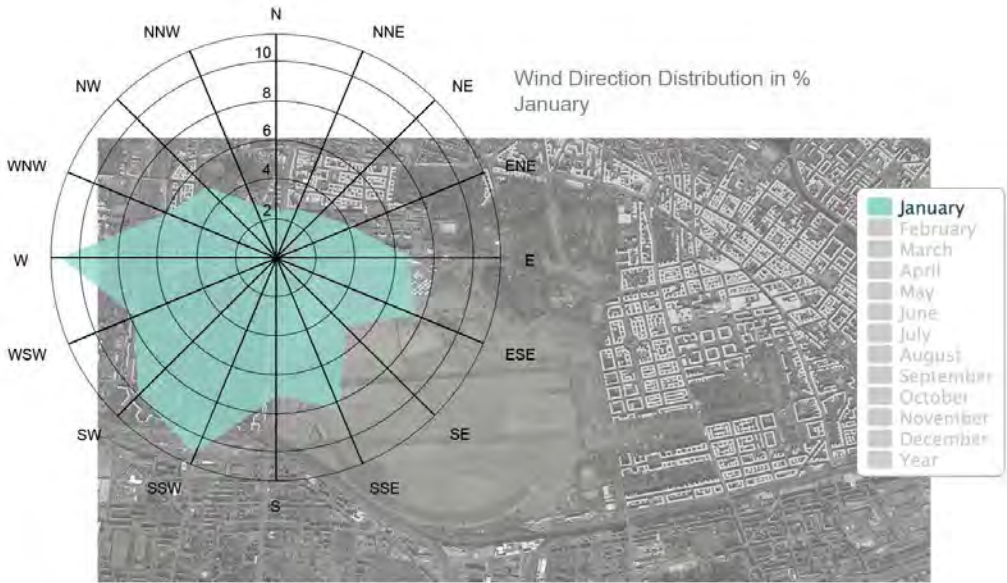 N
NNW
NNE
10
NW
NE
8
Wind Direction Distribution in %
January
6
4
WNW
ENE
2
W
E
WSW
ESE
SW
SE
SSW
SSE
S
January
February
March
April
May
June
July
August
September
October
November
December
Year